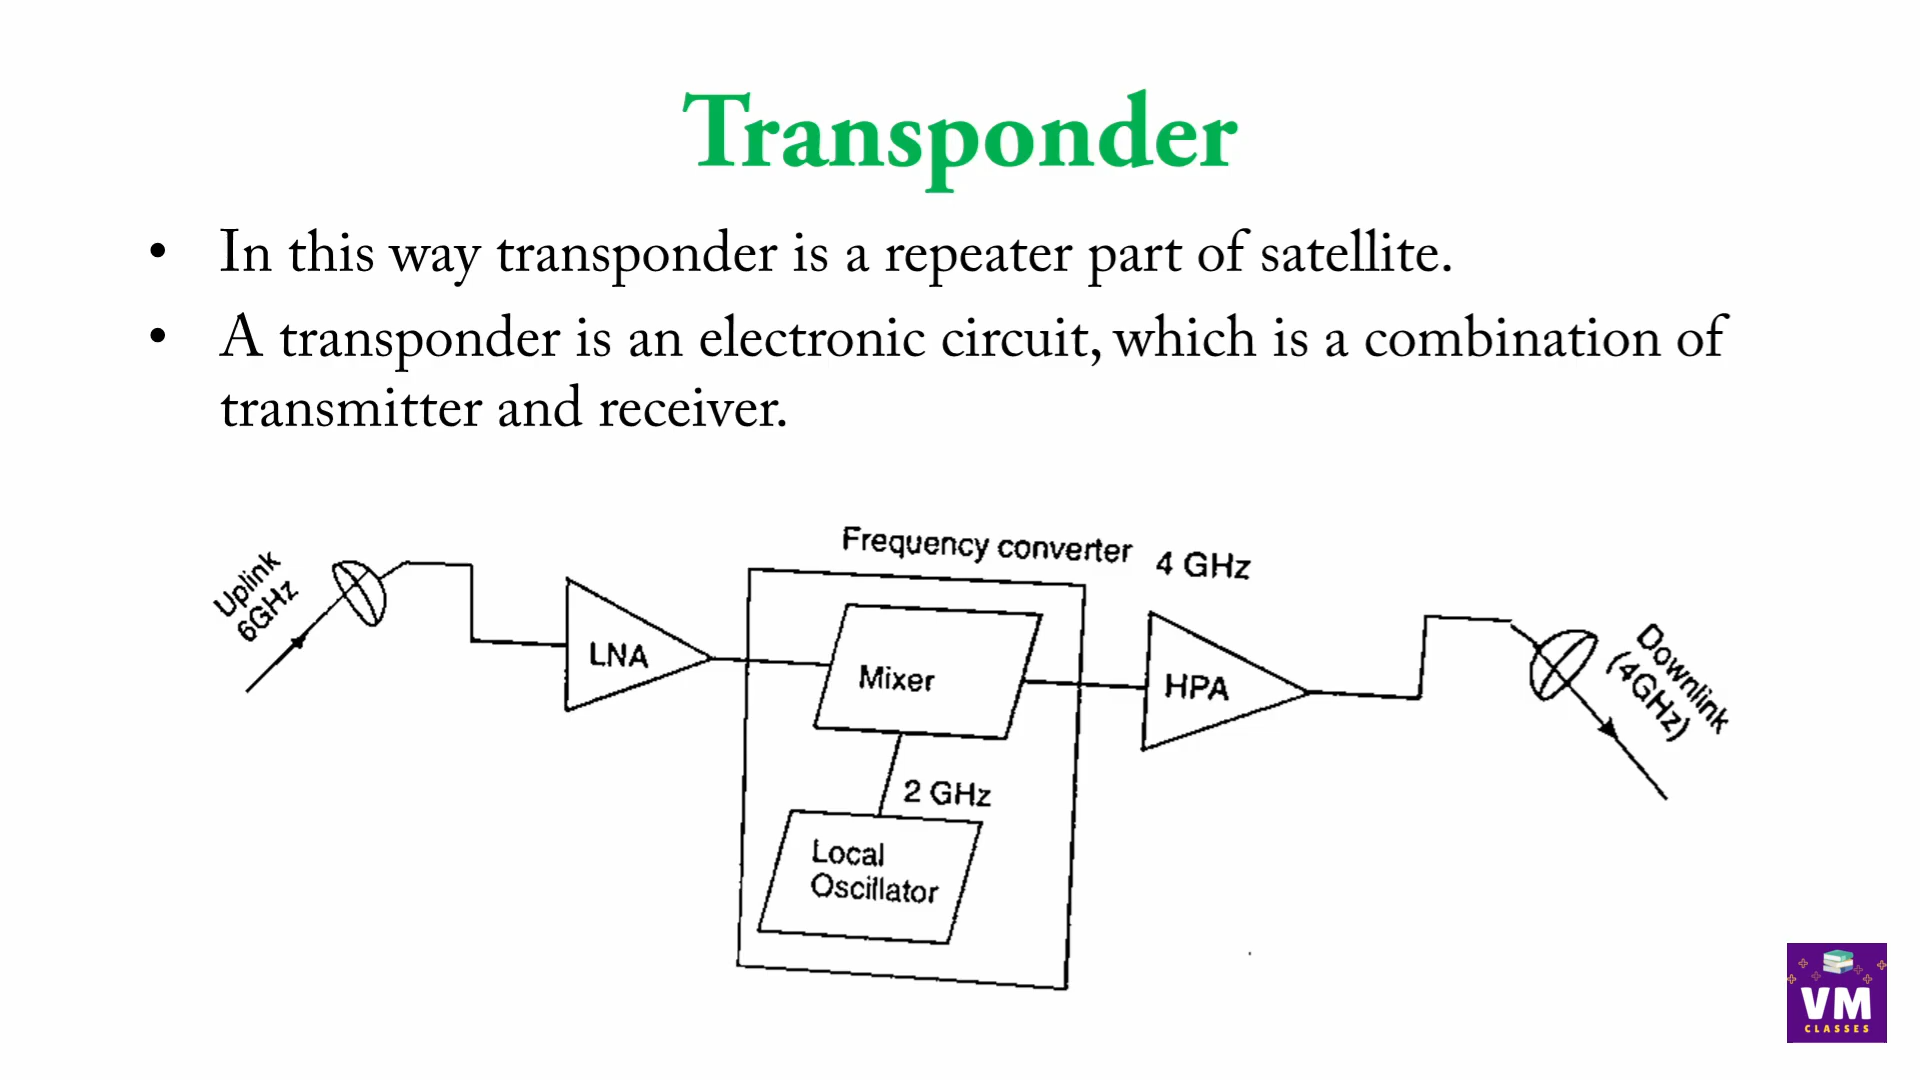 Transponder
• In this way transponder is a repeater part of satellite.
• A transponder is an electronic circuit, which is a combination of
transmitter and receiver.
Frequency converter 4 GHz
Uplink
6GHz
LNA
Mixer
HPA
Downlink
(4GHz)
2 GHz
Local
Oscillator
VM
CLASSES